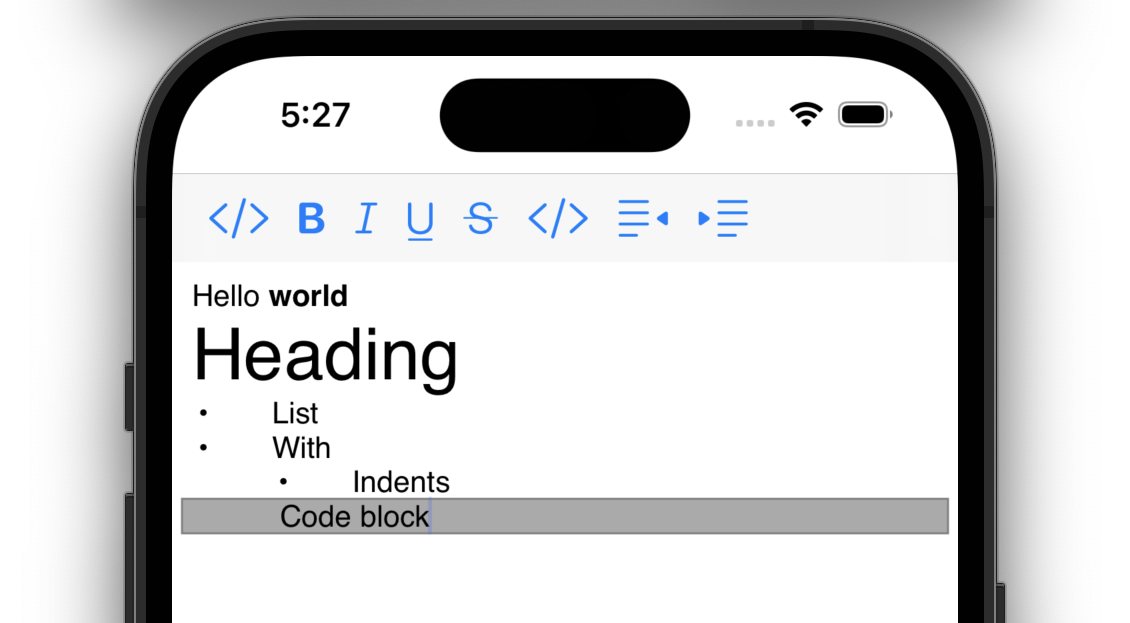 5:27
</> B I U S </>
Hello world
Heading
• List
• With
• Indents
Code block